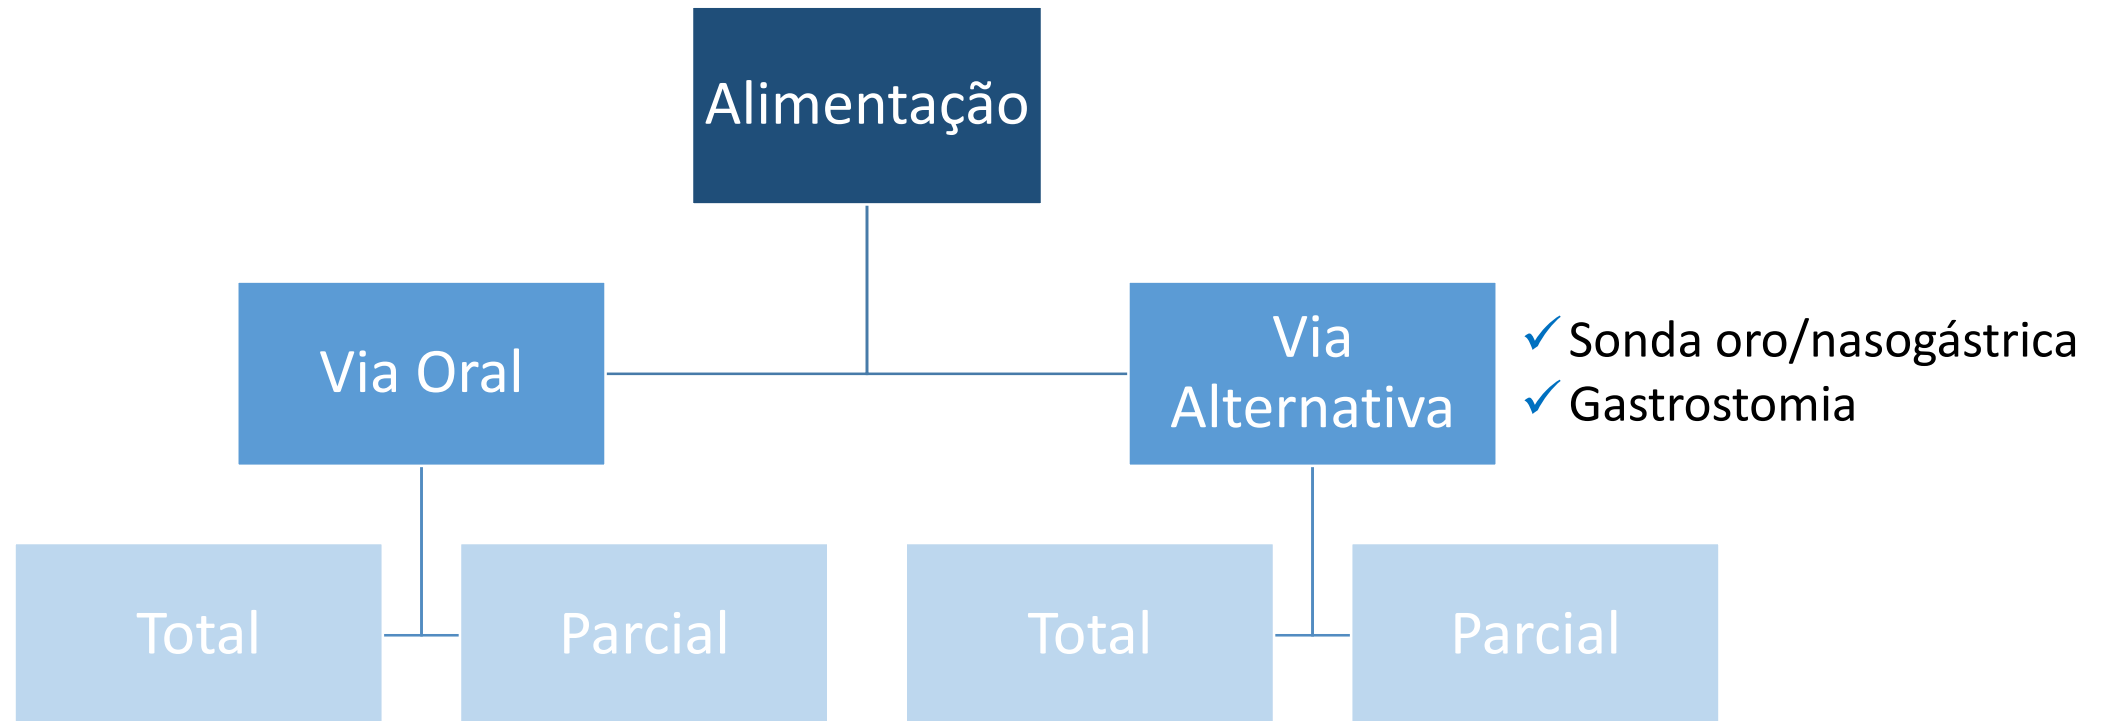 Alimentação
Via Oral
Via
Alternativa
✓ Sonda oro/nasogástrica
✓ Gastrostomia
Total
Parcial
Total
Parcial